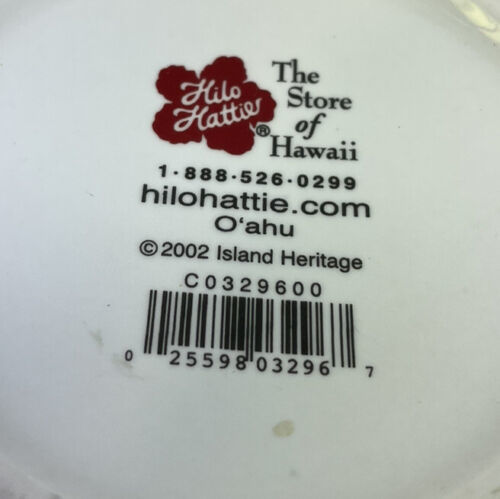 Hilo
Hattie®
The
Store
of
Hawaii
1·888·526·0299
hilohattie.com
Oʻahu
©2002 Island Heritage
C0329600
0 25598 03296 7